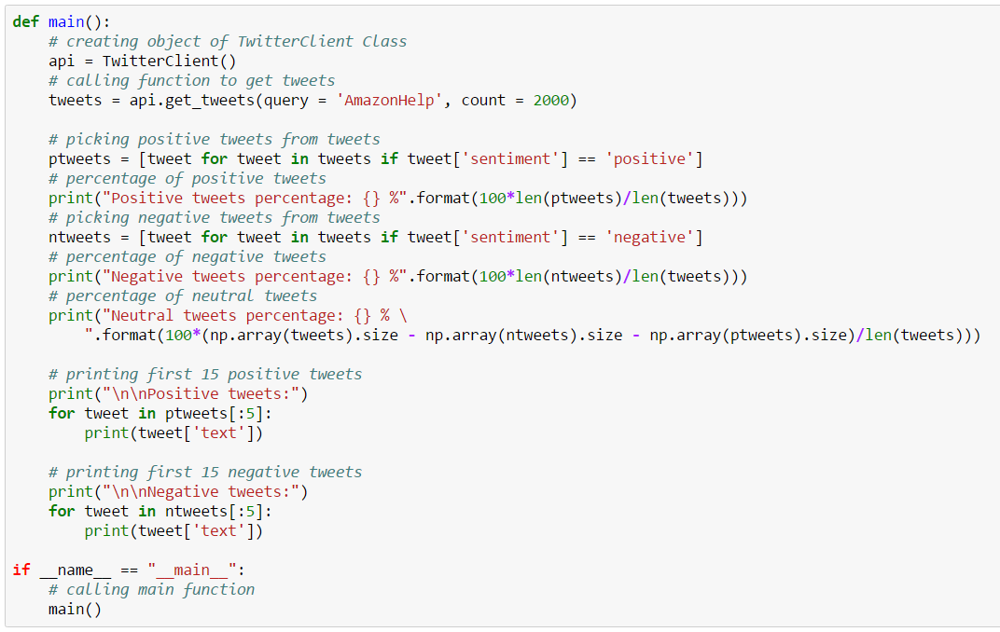 def main():
    # creating object of TwitterClient Class
    api = TwitterClient()
    # calling function to get tweets
    tweets = api.get_tweets(query = 'AmazonHelp', count = 2000)

    # picking positive tweets from tweets
    ptweets = [tweet for tweet in tweets if tweet['sentiment'] == 'positive']
    # percentage of positive tweets
    print("Positive tweets percentage: {} %".format(100*len(ptweets)/len(tweets)))
    # picking negative tweets from tweets
    ntweets = [tweet for tweet in tweets if tweet['sentiment'] == 'negative']
    # percentage of negative tweets
    print("Negative tweets percentage: {} %".format(100*len(ntweets)/len(tweets)))
    # percentage of neutral tweets
    print("Neutral tweets percentage: {} % \
        ".format(100*(np.array(tweets).size - np.array(ntweets).size - np.array(ptweets).size)/len(tweets)))

    # printing first 15 positive tweets
    print("\n\nPositive tweets:")
    for tweet in ptweets[:5]:
        print(tweet['text'])

    # printing first 15 negative tweets
    print("\n\nNegative tweets:")
    for tweet in ntweets[:5]:
        print(tweet['text'])

if __name__ == "__main__":
    # calling main function
    main()